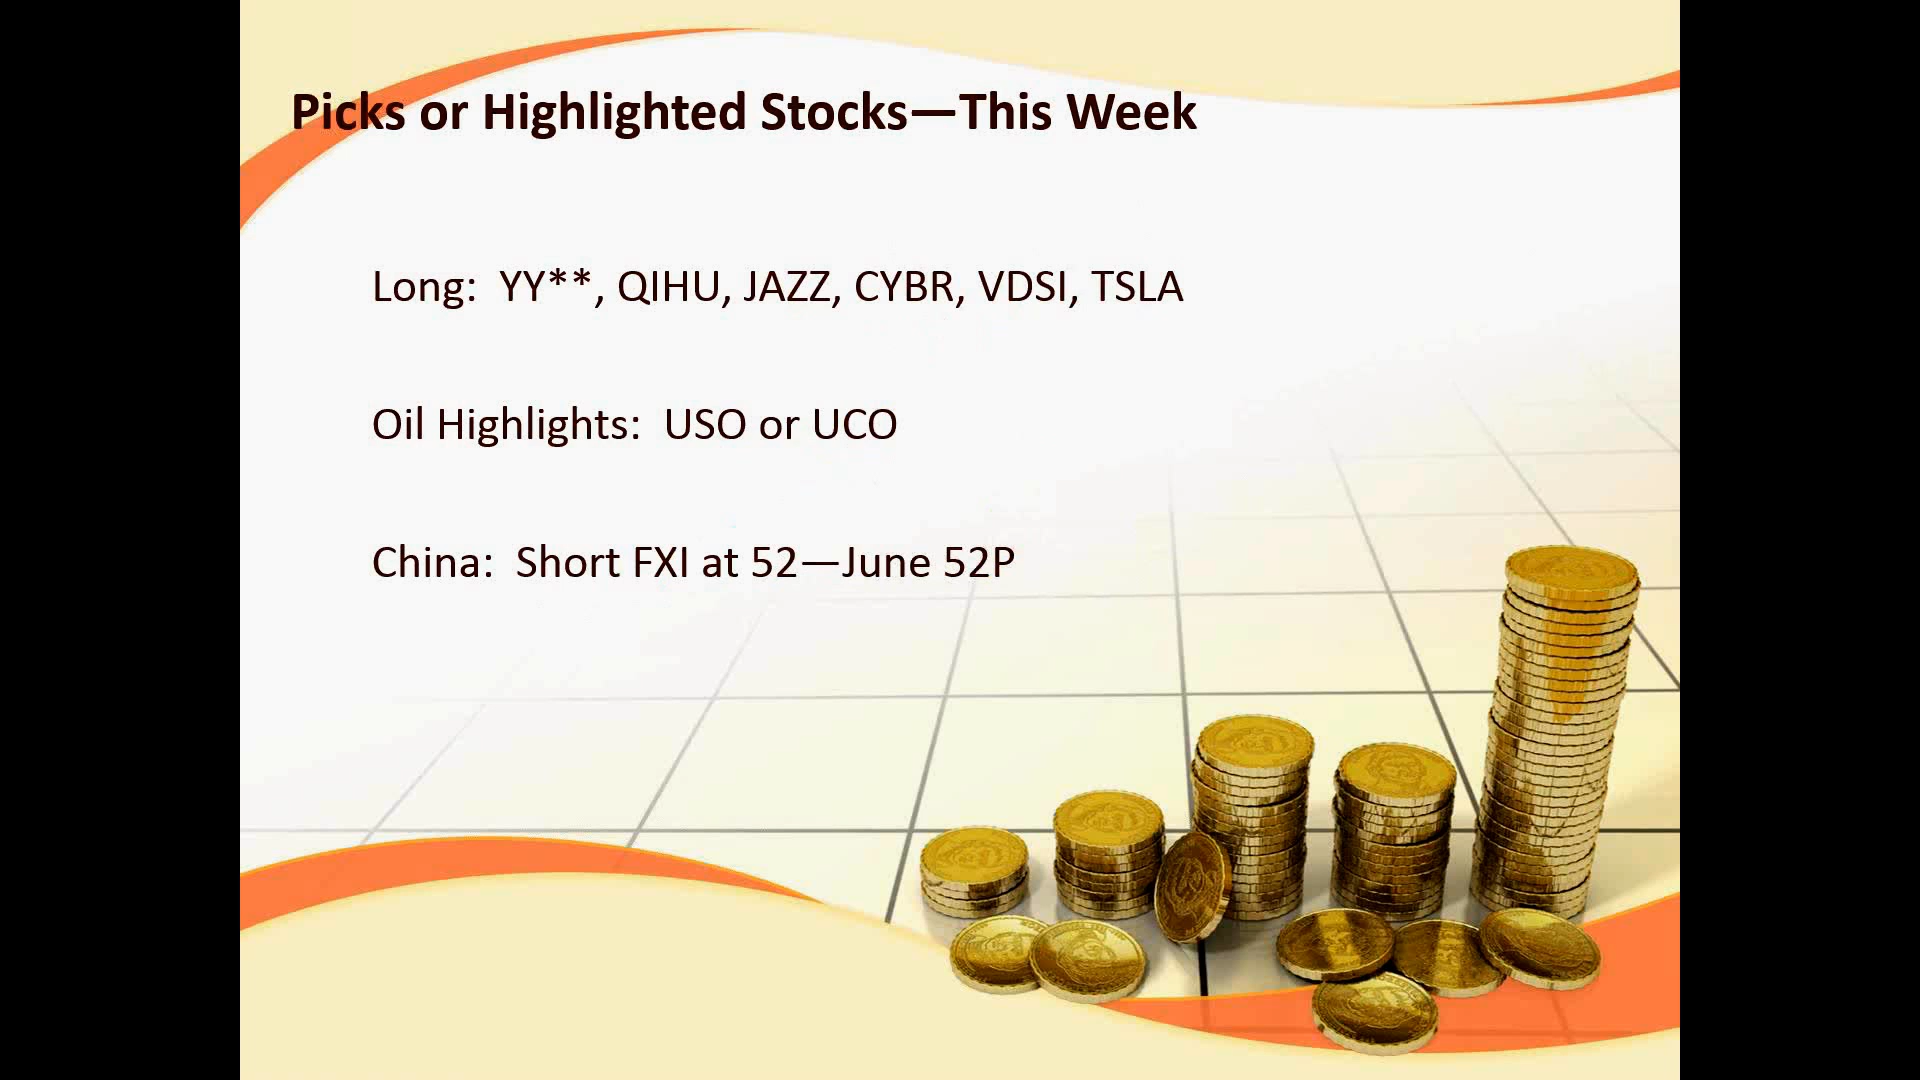 Picks or Highlighted Stocks—This Week
Long:  YY**, QIHU, JAZZ, CYBR, VDSI, TSLA
Oil Highlights:  USO or UCO
China:  Short FXI at 52—June 52P